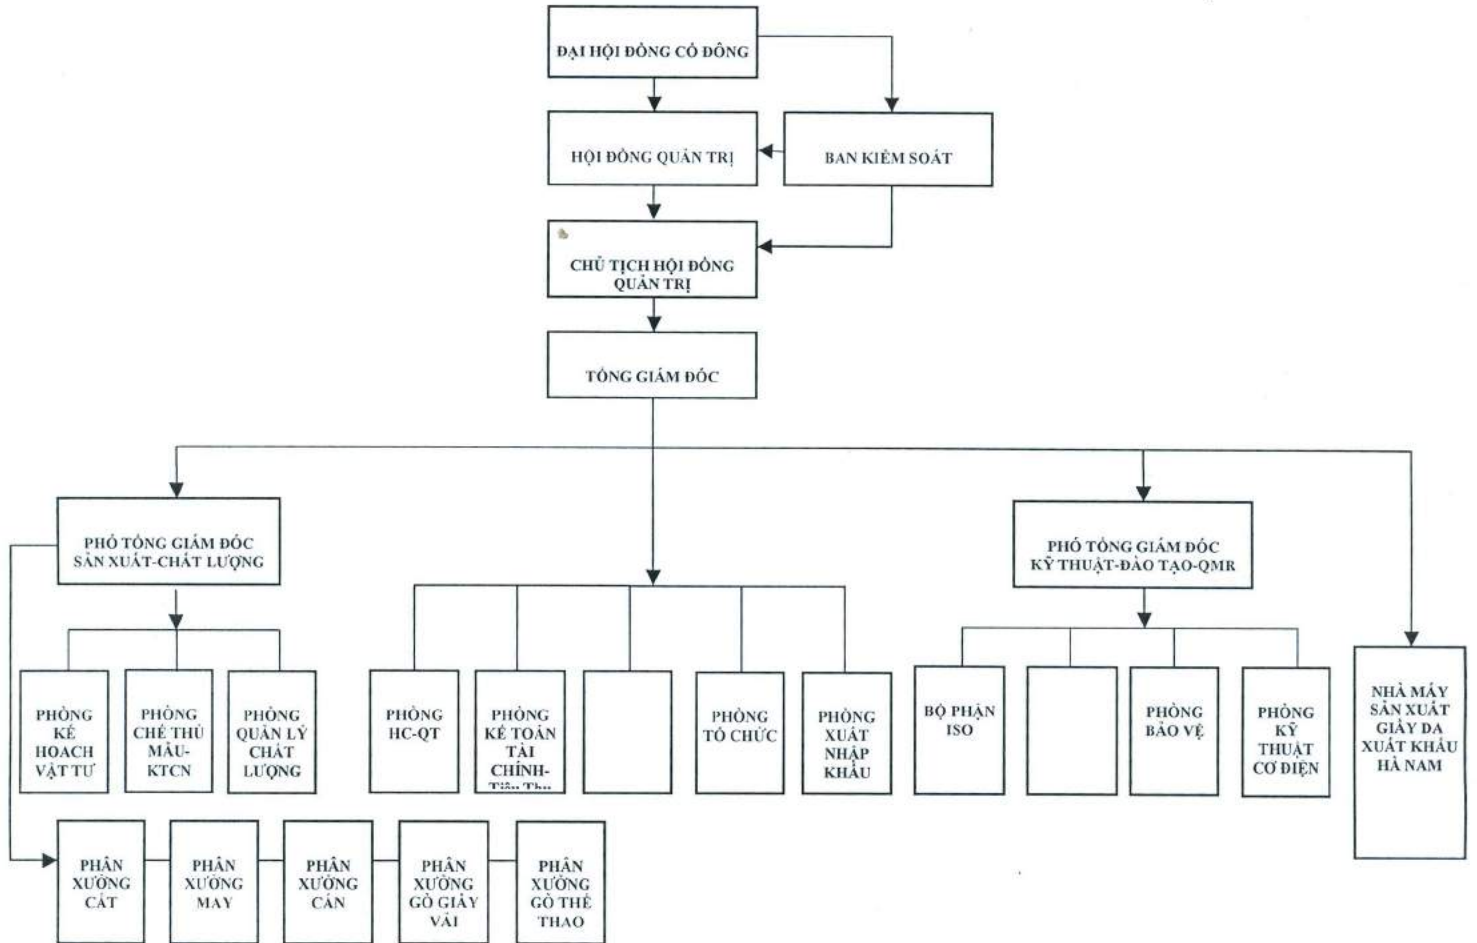 ĐẠI HỘI ĐỒNG CỔ ĐÔNG
HỘI ĐỒNG QUẢN TRỊ
BAN KIỂM SOÁT
CHỦ TỊCH HỘI ĐỒNG
QUẢN TRỊ
TỔNG GIÁM ĐỐC
PHÓ TỔNG GIÁM ĐỐC
SẢN XUẤT-CHẤT LƯỢNG
PHÓ TỔNG GIÁM ĐỐC
KỸ THUẬT-ĐÀO TẠO-QMR
PHÒNG
KẾ
HOẠCH
VẬT TƯ
PHÒNG
CHẾ THỬ
MẪU-
KTCN
PHÒNG
QUẢN LÝ
CHẤT
LƯỢNG
PHÒNG
HC-QT
PHÒNG
KẾ TOÁN
TÀI
CHÍNH-
Tiêu Thụ
PHÒNG
TỔ CHỨC
PHÒNG
XUẤT
NHẬP
KHẨU
BỘ PHẬN
ISO
PHÒNG
BẢO VỆ
PHÒNG
KỸ
THUẬT
CƠ ĐIỆN
NHÀ MÁY
SẢN XUẤT
GIÀY DA
XUẤT KHẨU
HÀ NAM
PHÂN
XƯỞNG
CẮT
PHÂN
XƯỞNG
MAY
PHÂN
XƯỞNG
CÁN
PHÂN
XƯỞNG
GÒ GIÀY
VẢI
PHÂN
XƯỞNG
GÒ THỂ
THAO